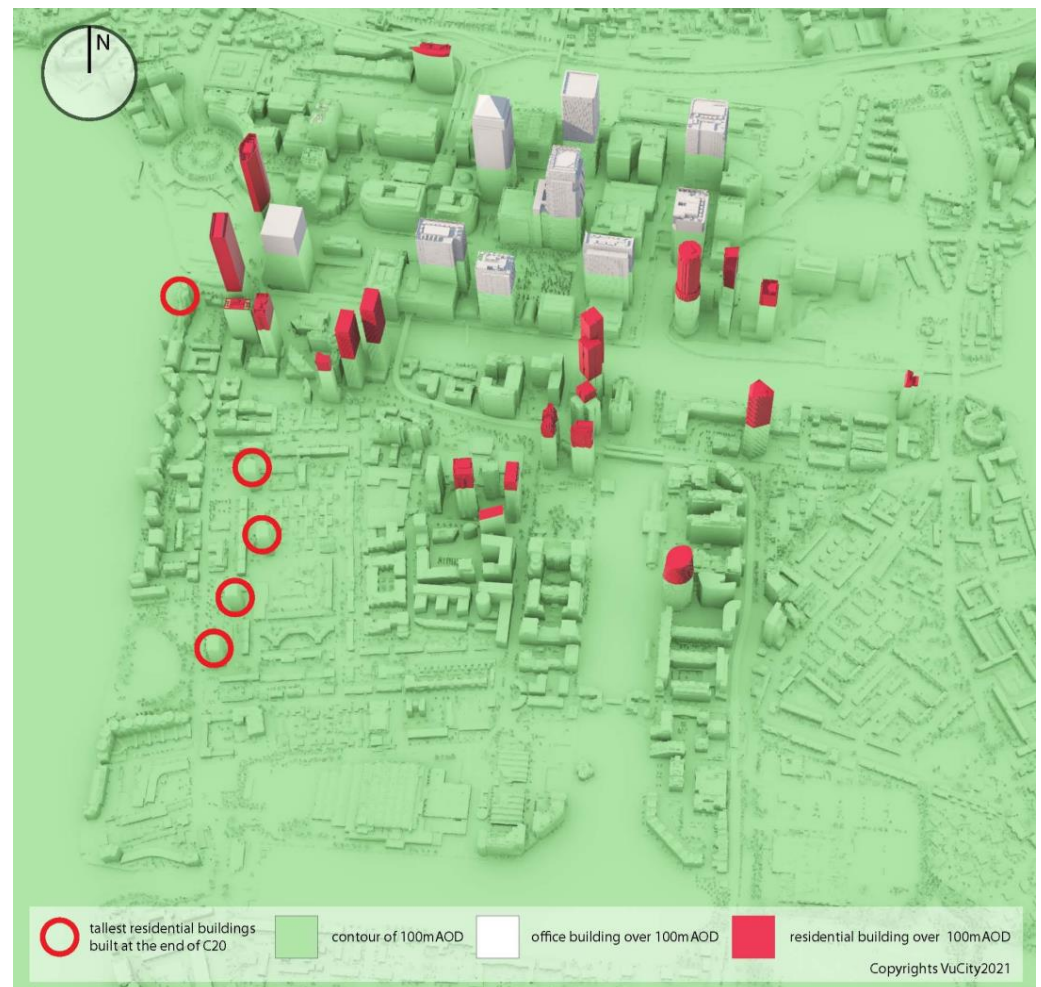 N
tallest residential buildings
built at the end of C20
contour of 100mAOD
office building over 100mAOD
residential building over 100mAOD
Copyrights VuCity2021